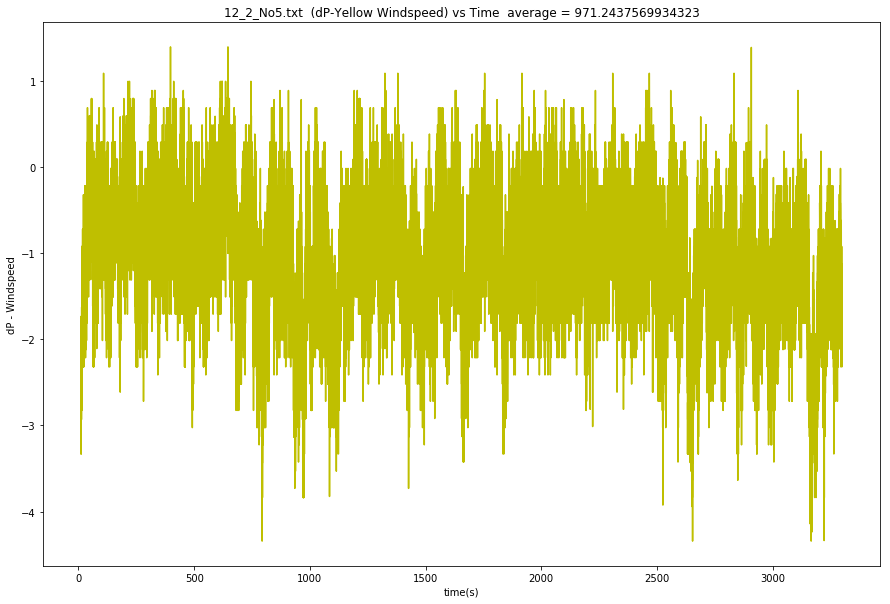 12_2_No5.txt  (dP-Yellow Windspeed) vs Time  average = 971.2437569934323
1
0
−1
−2
−3
−4
dP - Windspeed
0 500 1000 1500 2000 2500 3000
time(s)